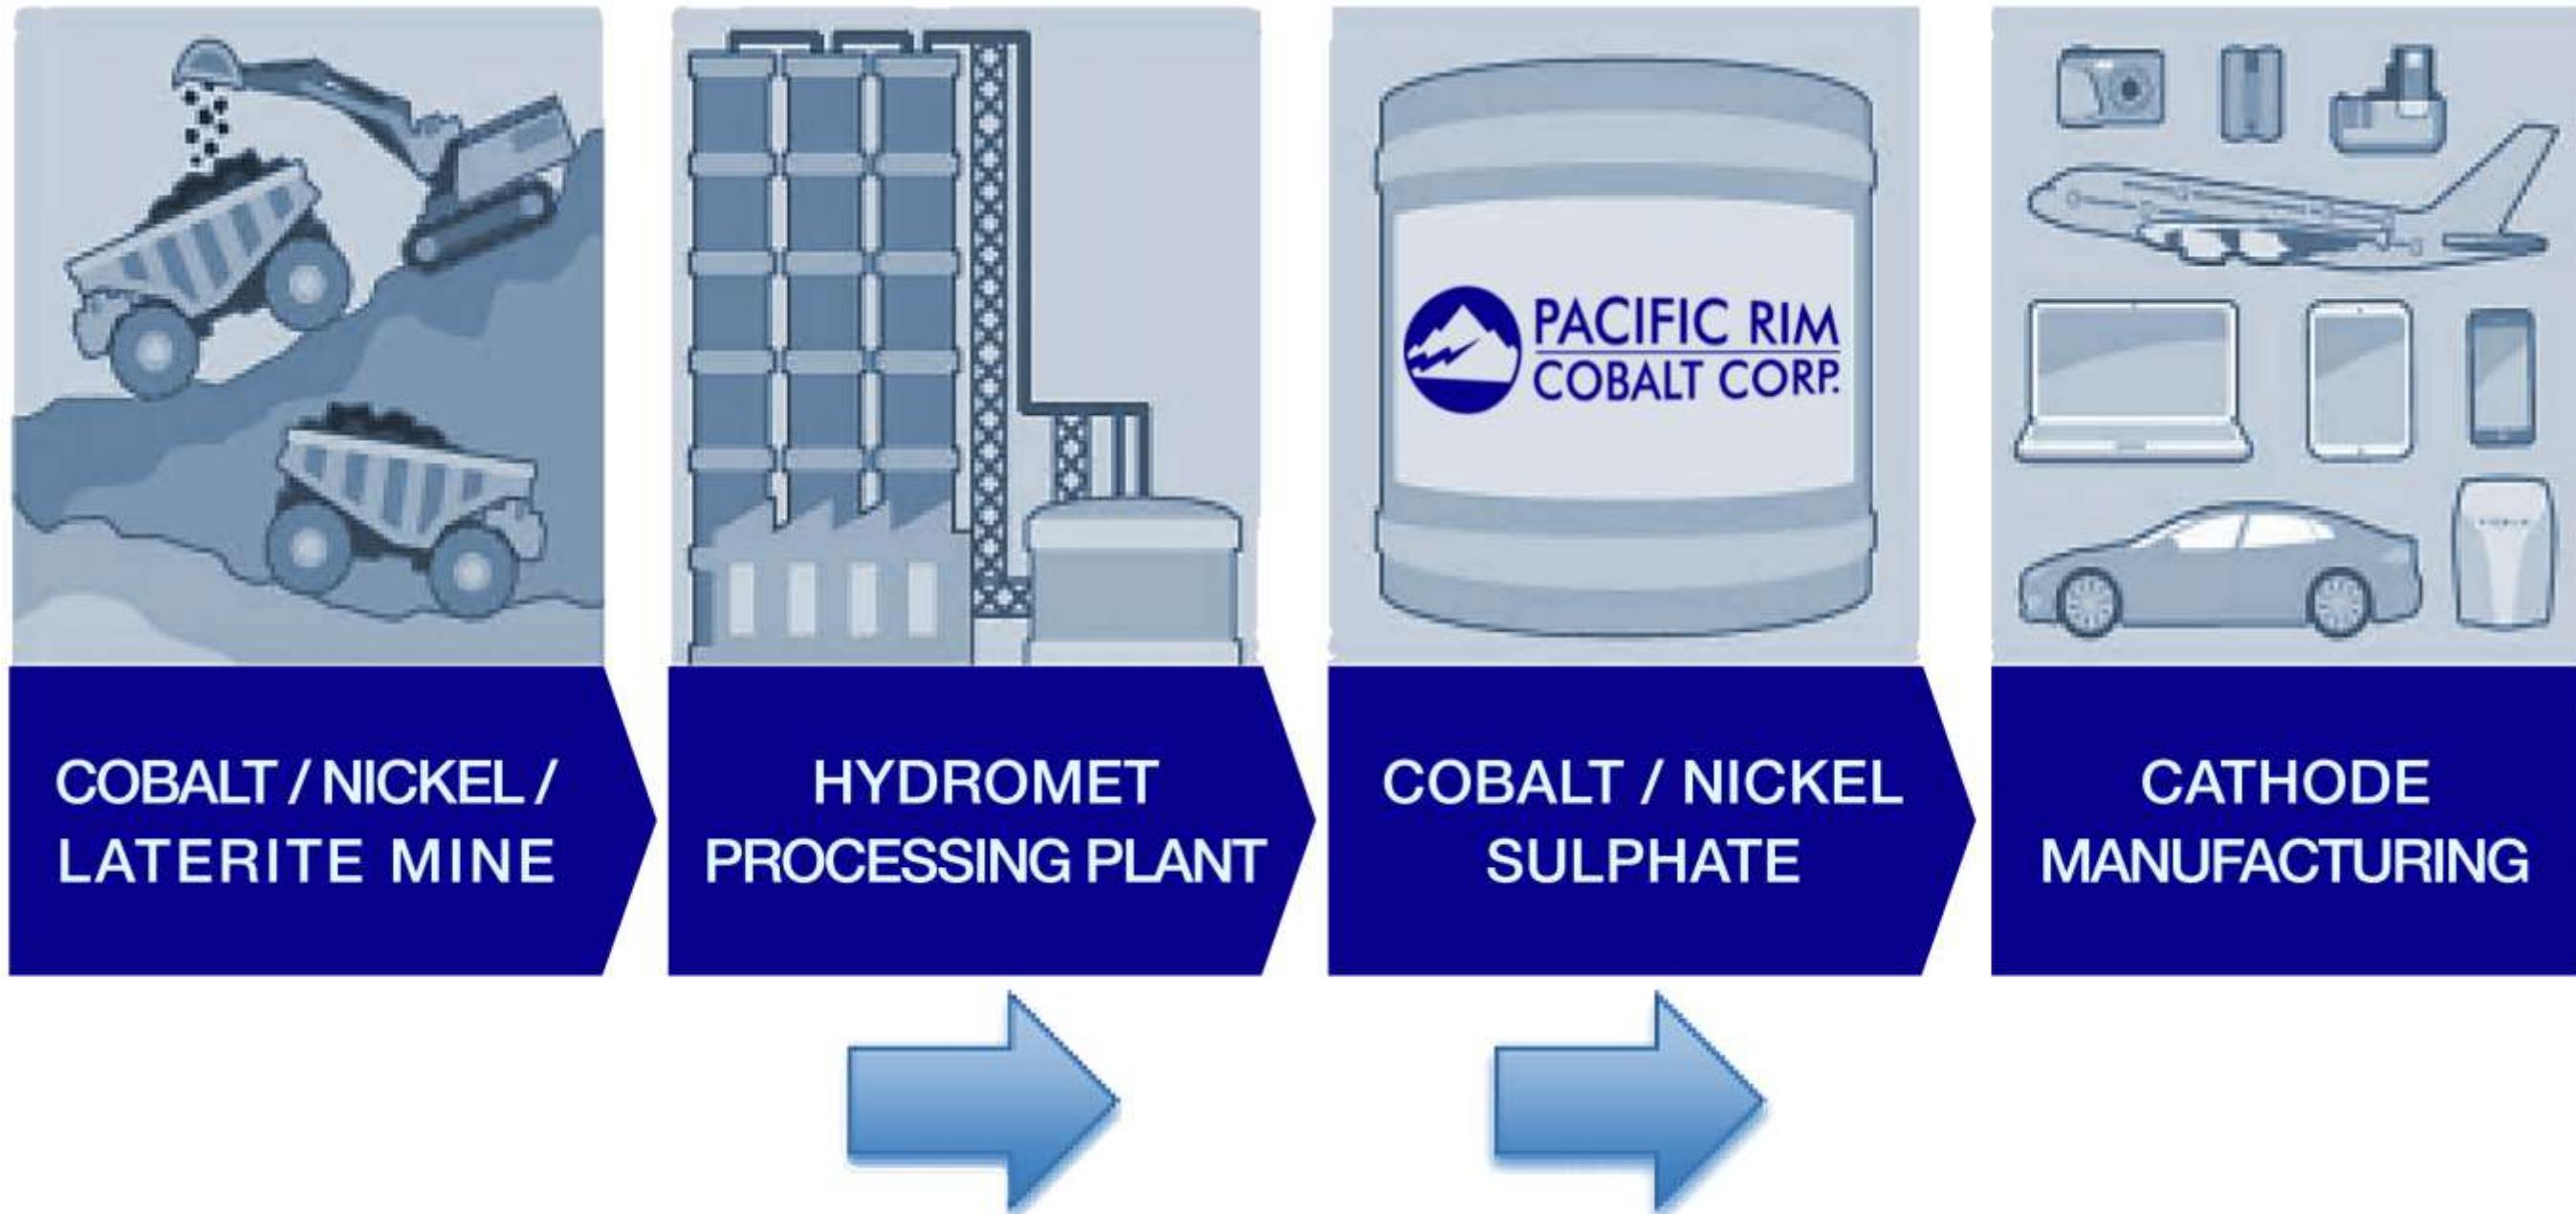 PACIFIC RIM
COBALT CORP.
COBALT / NICKEL /
LATERITE MINE
HYDROMET
PROCESSING PLANT
COBALT / NICKEL
SULPHATE
CATHODE
MANUFACTURING